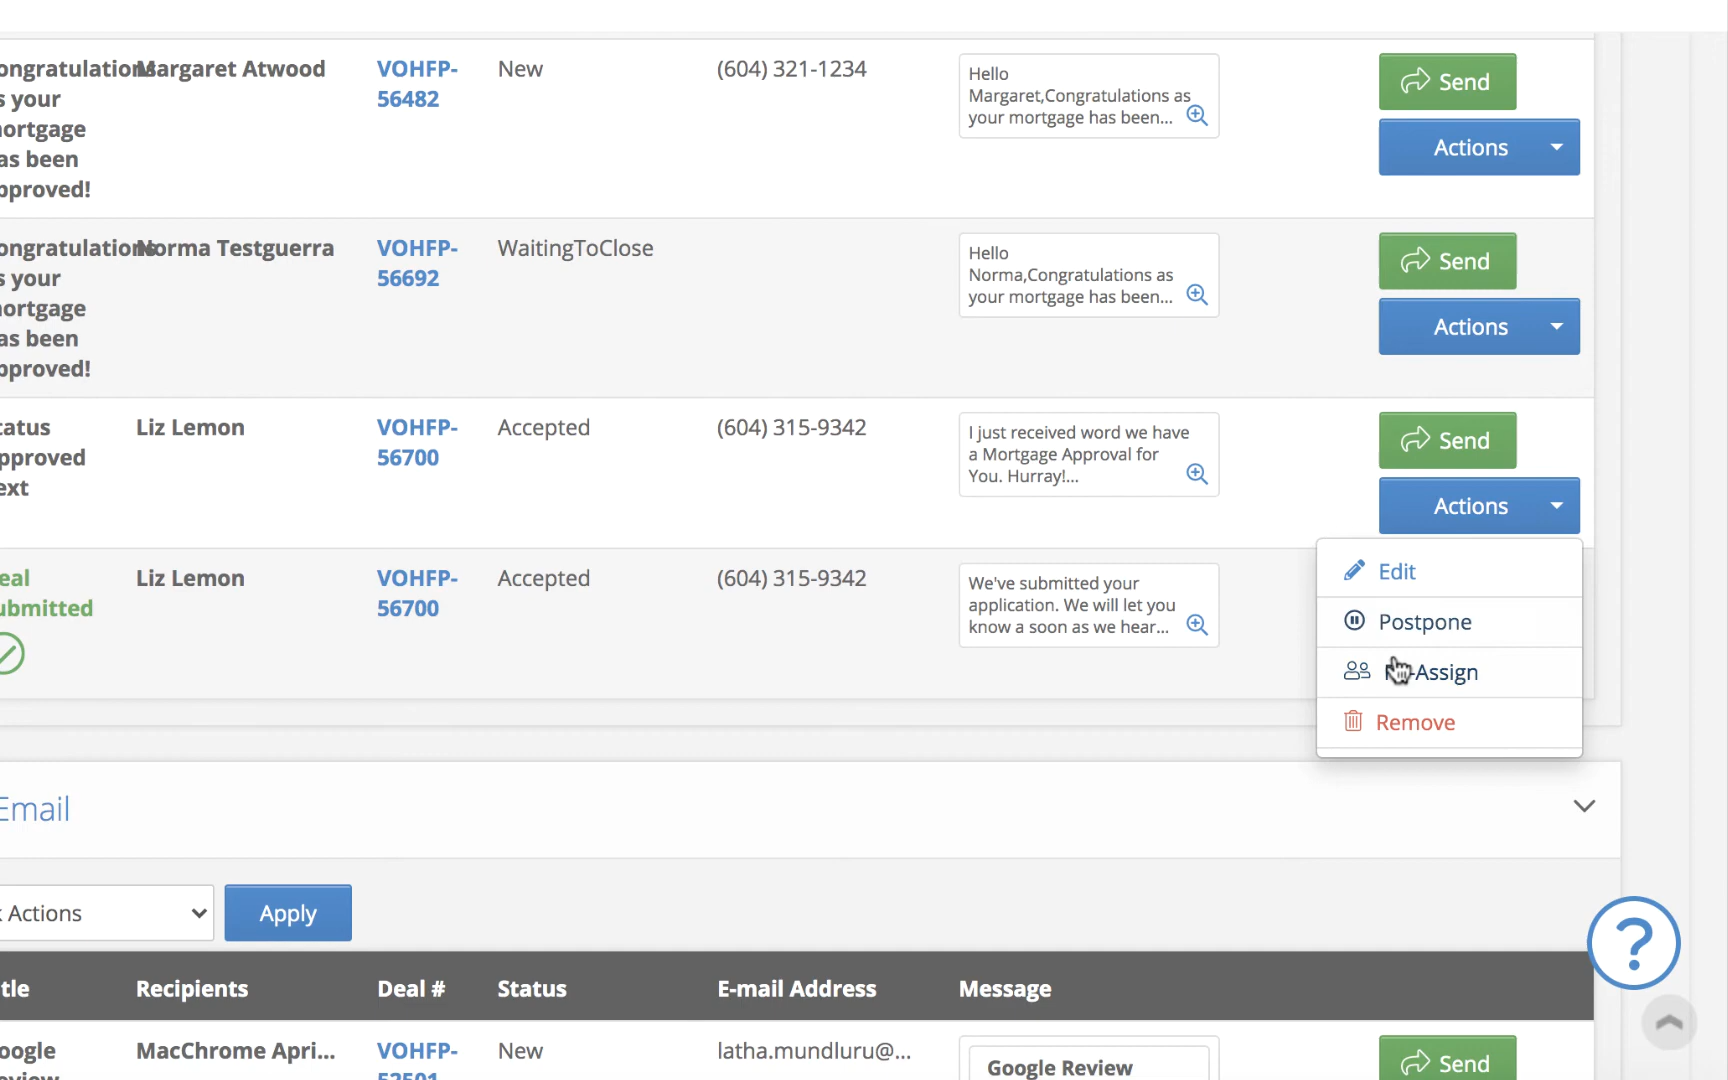 ongratulations Margaret Atwood VOHFP- New (604) 321-1234 Hello Send
s your 56482 Margaret,Congratulations as
ortgage your mortgage has been... Actions
as been
pproved!
ongratulations Norma Testguerra VOHFP- WaitingToClose Hello Send
s your 56692 Norma,Congratulations as
ortgage your mortgage has been... Actions
as been
pproved!
tatus Liz Lemon VOHFP- Accepted (604) 315-9342 I just received word we have Send
pproved 56700 a Mortgage Approval for
ext You. Hurray!... Actions
eal Liz Lemon VOHFP- Accepted (604) 315-9342 We've submitted your
ubmitted 56700 application. We will let you
know a soon as we hear...
Edit
Postpone
-Assign
Remove
Email
Actions Apply
?
tle Recipients Deal # Status E-mail Address Message
oogle MacChrome Apri... VOHFP- New latha.mundluru@... Google Review Send
eview 52501